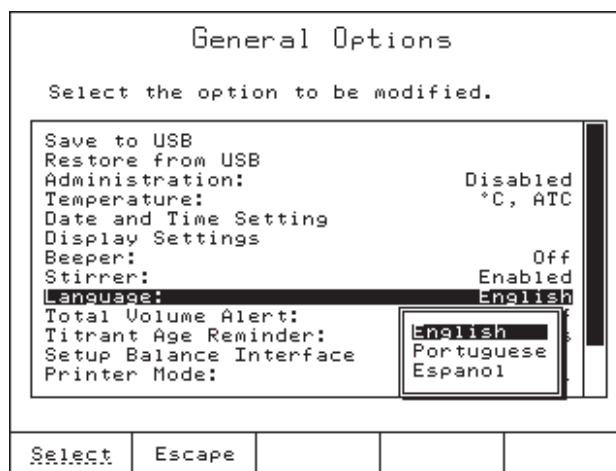 General Options
Select the option to be modified.
Save to USB
Restore from USB
Administration: Disabled
Temperature: °C, ATC
Date and Time Setting
Display Settings
Beeper: Off
Stirrer: Enabled
Language: English
Total Volume Alert:
Titrant Age Reminder:
Setup Balance Interface
Printer Mode:
English
Portuguese
Espanol
Select Escape